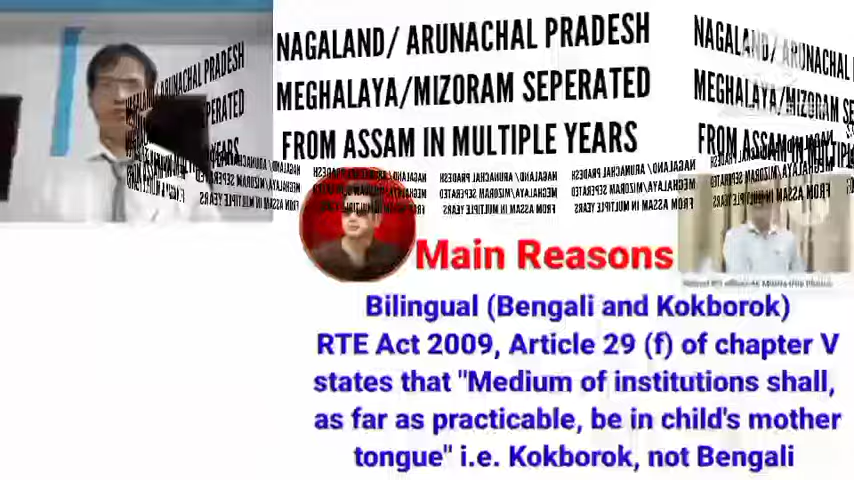 NAGALAND/ ARUNACHAL PRADESH
MEGHALAYA/MIZORAM SEPERATED
FROM ASSAM IN MULTIPLE YEARS
Main Reasons
Bilingual (Bengali and Kokborok)
RTE Act 2009, Article 29 (f) of chapter V
states that "Medium of institutions shall,
as far as practicable, be in child's mother
tongue" i.e. Kokborok, not Bengali